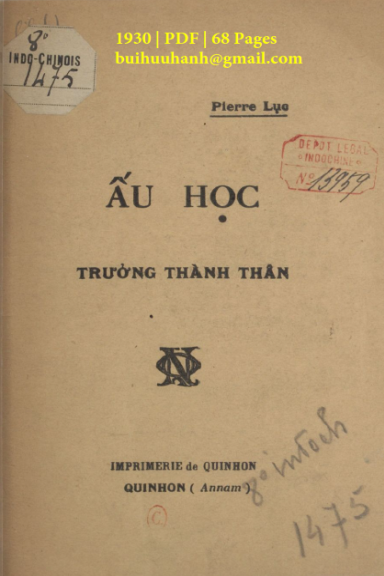 1930 | PDF | 68 Pages
buihuuhanh@gmail.com
8°
INDO-CHINOIS
1475
Pierre Lục
DEPOT LEGAL
INDOCHINE
Nº 13959
ẤU HỌC
TRƯỜNG THÀNH THÂN
IMPRIMERIE de QUINHON
QUINHON ( Annam )
C
1475